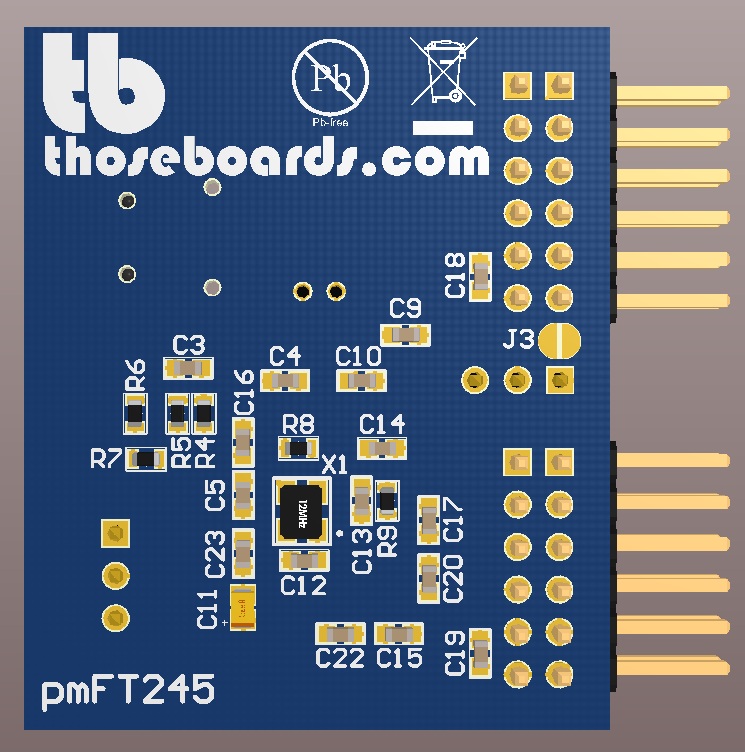 tb
Pb
Pb-free
thoseboards.com
C18
C9
J3
C3
C4
C10
R6
C16
R5
R4
R8
C14
R7
X1
C5
12MHz
C13
R9
C17
C23
C12
C20
C11
+
C22
C15
C19
pmFT245